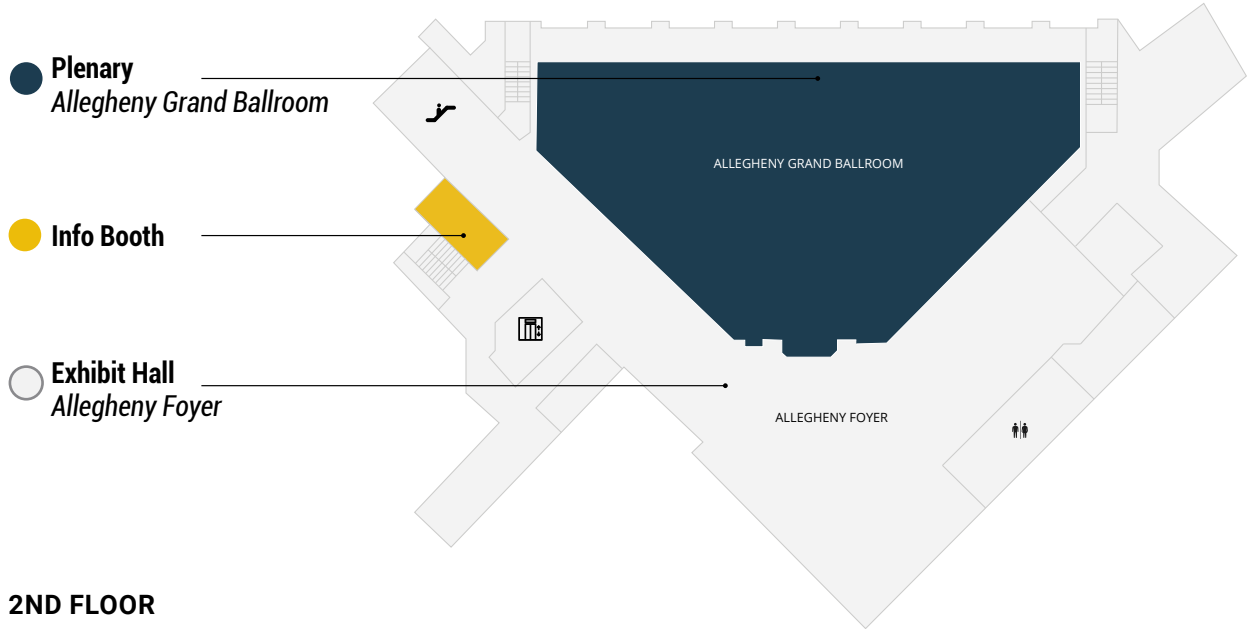 Plenary
Allegheny Grand Ballroom
ALLEGHENY GRAND BALLROOM
Info Booth
Exhibit Hall
Allegheny Foyer
ALLEGHENY FOYER
2ND FLOOR